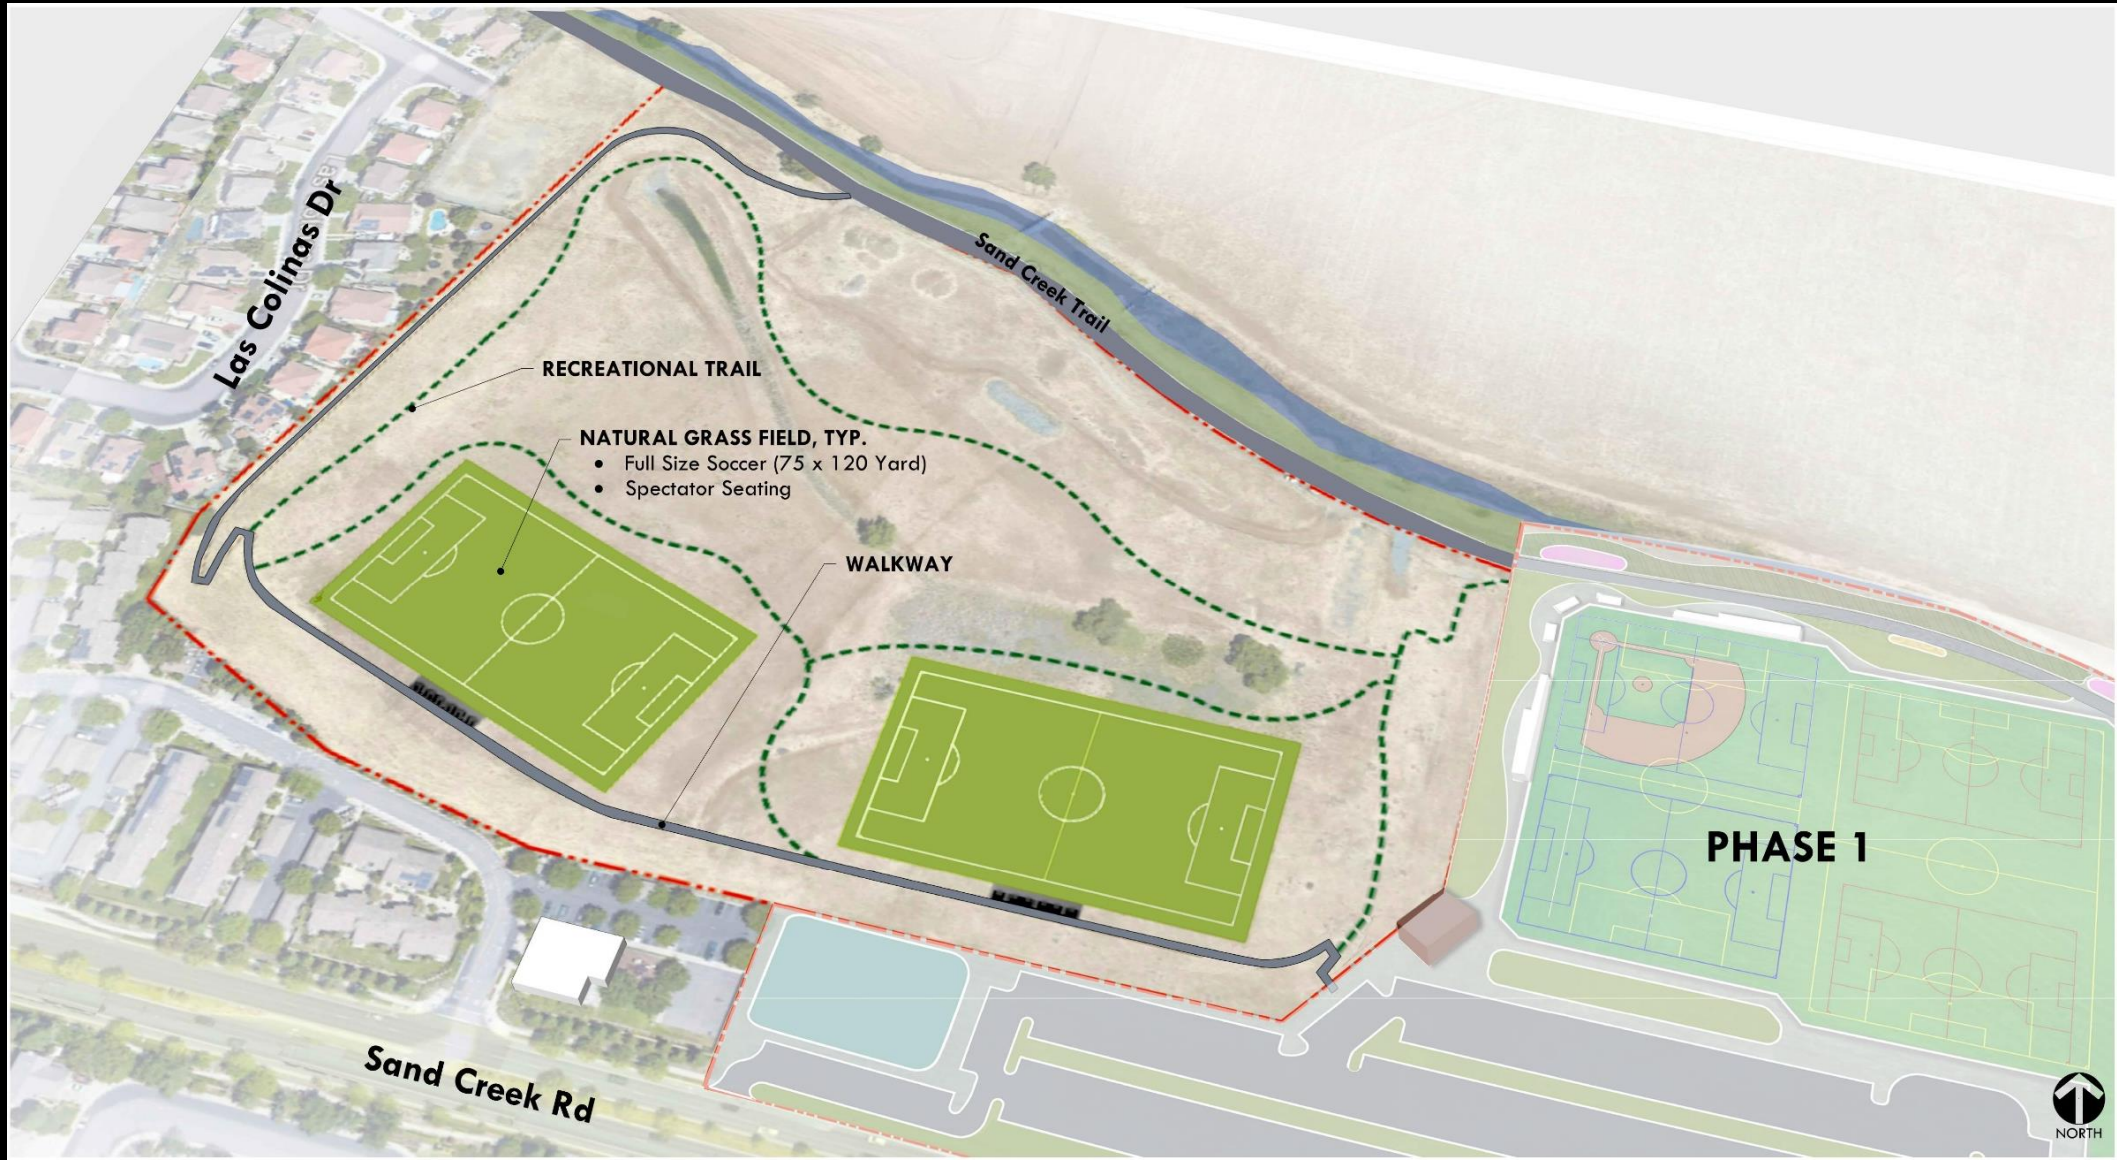 Las Colinas Dr
Sand Creek Trail
RECREATIONAL TRAIL
NATURAL GRASS FIELD, TYP.
• Full Size Soccer (75 x 120 Yard)
• Spectator Seating
WALKWAY
PHASE 1
Sand Creek Rd
NORTH